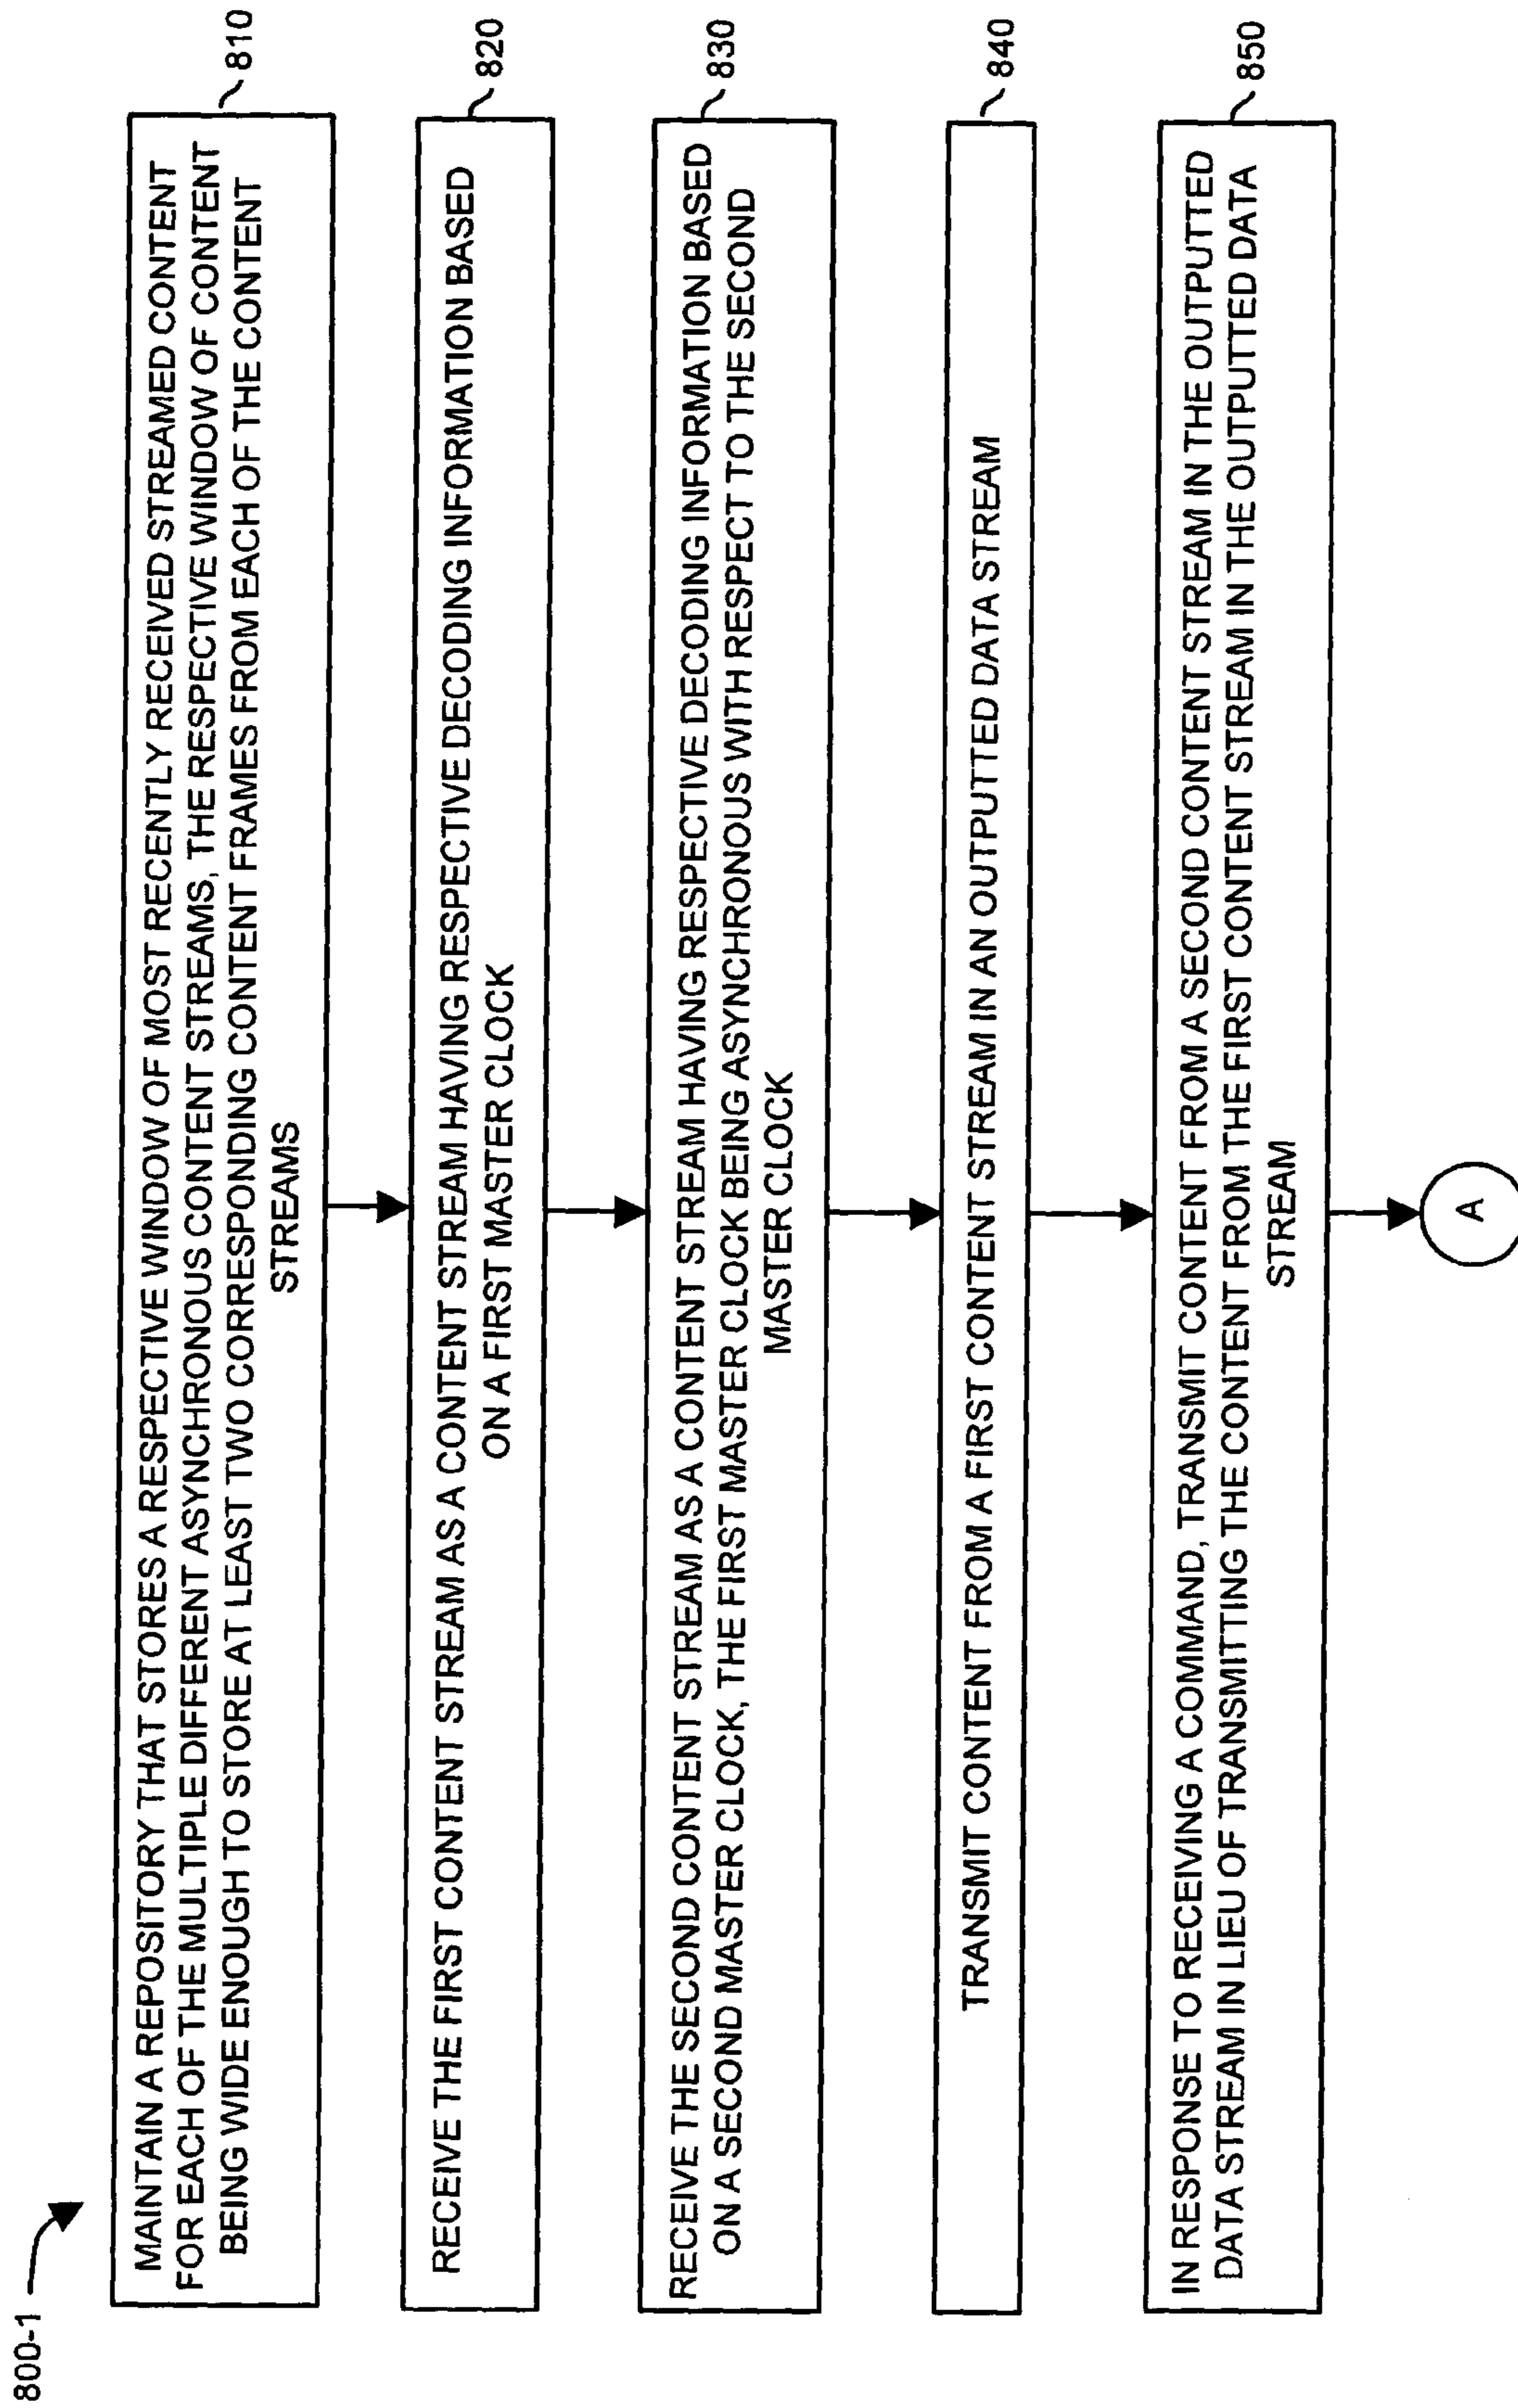 800-1
MAINTAIN A REPOSITORY THAT STORES A RESPECTIVE WINDOW OF MOST RECENTLY RECEIVED STREAMED CONTENT
FOR EACH OF THE MULTIPLE DIFFERENT ASYNCHRONOUS CONTENT STREAMS, THE RESPECTIVE WINDOW OF CONTENT
BEING WIDE ENOUGH TO STORE AT LEAST TWO CORRESPONDING CONTENT FRAMES FROM EACH OF THE CONTENT
STREAMS
810
RECEIVE THE FIRST CONTENT STREAM AS A CONTENT STREAM HAVING RESPECTIVE DECODING INFORMATION BASED
ON A FIRST MASTER CLOCK
820
RECEIVE THE SECOND CONTENT STREAM AS A CONTENT STREAM HAVING RESPECTIVE DECODING INFORMATION BASED
ON A SECOND MASTER CLOCK, THE FIRST MASTER CLOCK BEING ASYNCHRONOUS WITH RESPECT TO THE SECOND
MASTER CLOCK
830
TRANSMIT CONTENT FROM A FIRST CONTENT STREAM IN AN OUTPUTTED DATA STREAM
840
IN RESPONSE TO RECEIVING A COMMAND, TRANSMIT CONTENT FROM A SECOND CONTENT STREAM IN THE OUTPUTTED
DATA STREAM IN LIEU OF TRANSMITTING THE CONTENT FROM THE FIRST CONTENT STREAM IN THE OUTPUTTED DATA
STREAM
850
A